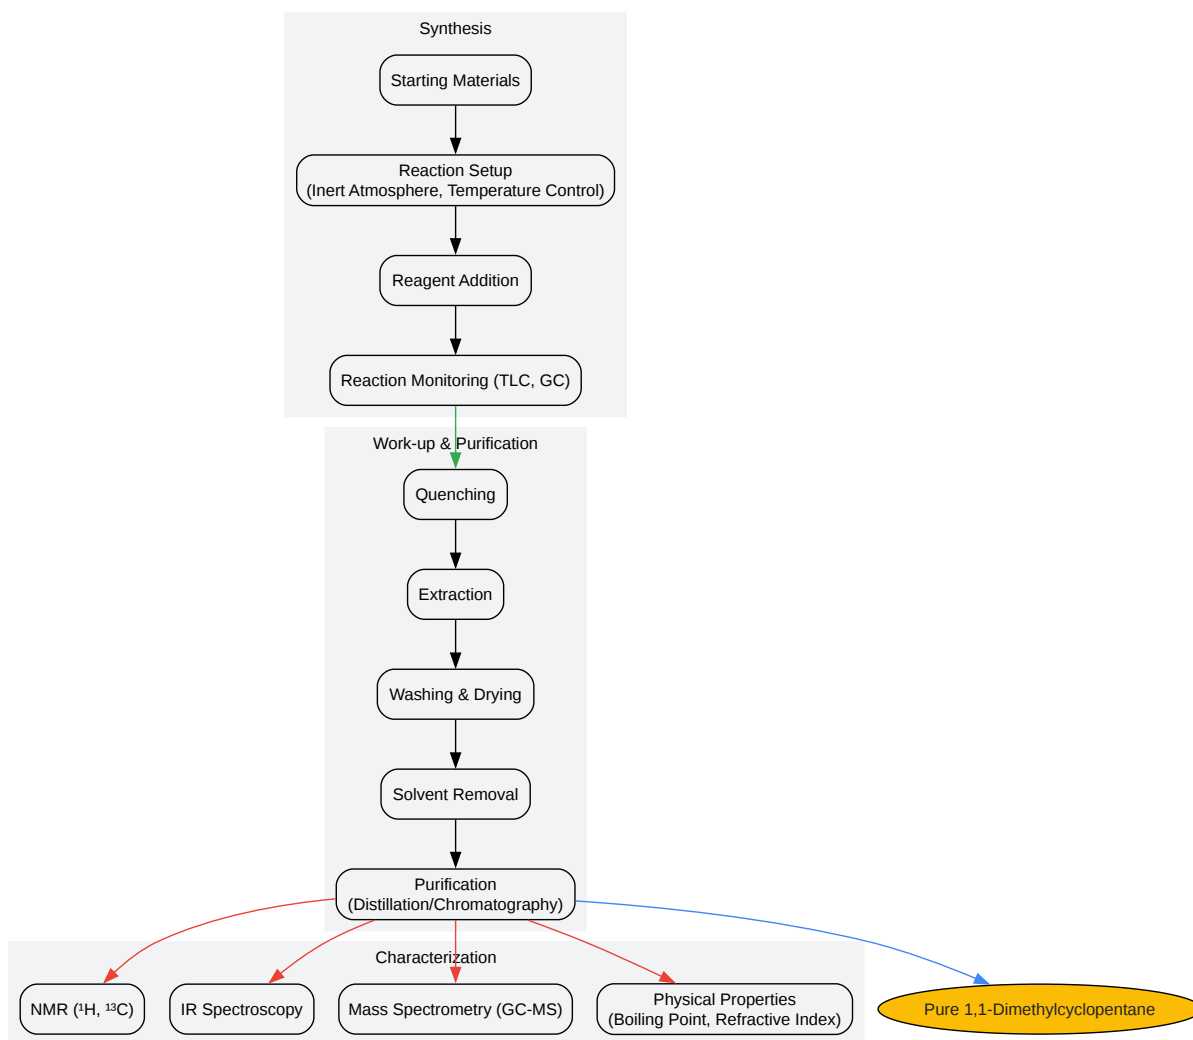 Synthesis
Starting Materials
Reaction Setup
(Inert Atmosphere, Temperature Control)
Reagent Addition
Reaction Monitoring (TLC, GC)
Work-up & Purification
Quenching
Extraction
Washing & Drying
Solvent Removal
Purification
(Distillation/Chromatography)
Characterization
NMR (¹H, ¹³C)
IR Spectroscopy
Mass Spectrometry (GC-MS)
Physical Properties
(Boiling Point, Refractive Index)
Pure 1,1-Dimethylcyclopentane